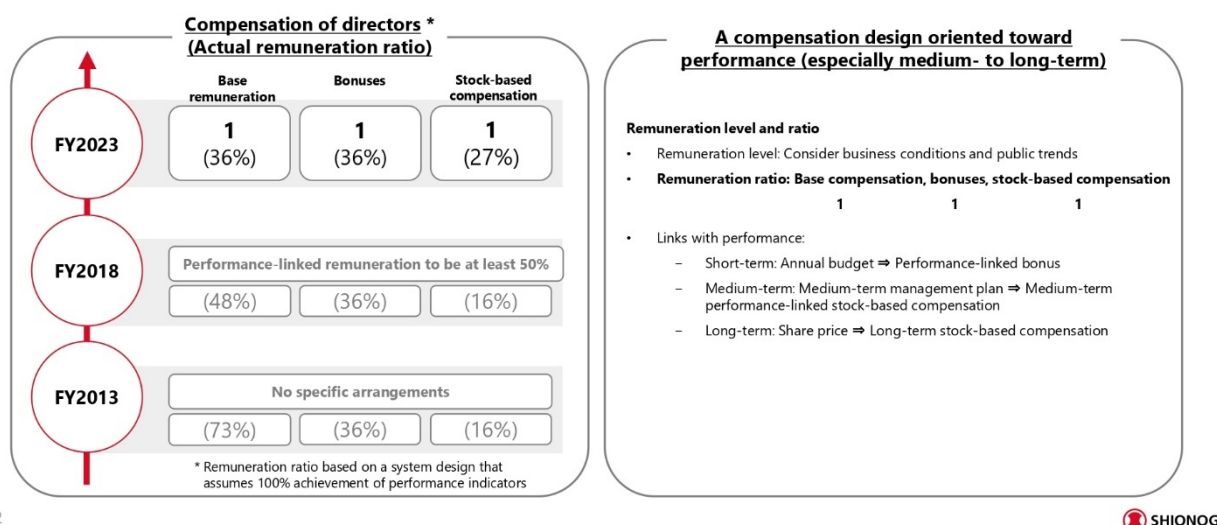 Compensation of directors *
(Actual remuneration ratio)
Base remuneration
Bonuses
Stock-based compensation
FY2023
1
(36%)
1
(36%)
1
(27%)
FY2018
Performance-linked remuneration to be at least 50%
(48%)
(36%)
(16%)
FY2013
No specific arrangements
(73%)
(36%)
(16%)
* Remuneration ratio based on a system design that
assumes 100% achievement of performance indicators
A compensation design oriented toward
performance (especially medium- to long-term)
Remuneration level and ratio
• Remuneration level: Consider business conditions and public trends
• Remuneration ratio: Base compensation, bonuses, stock-based compensation
1 1 1
• Links with performance:
– Short-term: Annual budget ⇒ Performance-linked bonus
– Medium-term: Medium-term management plan ⇒ Medium-term
performance-linked stock-based compensation
– Long-term: Share price ⇒ Long-term stock-based compensation
SHIONOG